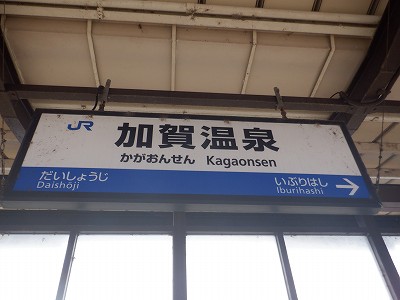 JR
加賀温泉
かがおんせん Kagaonsen
だいしょうじ
Daishōji
いぶりはし
Iburihashi